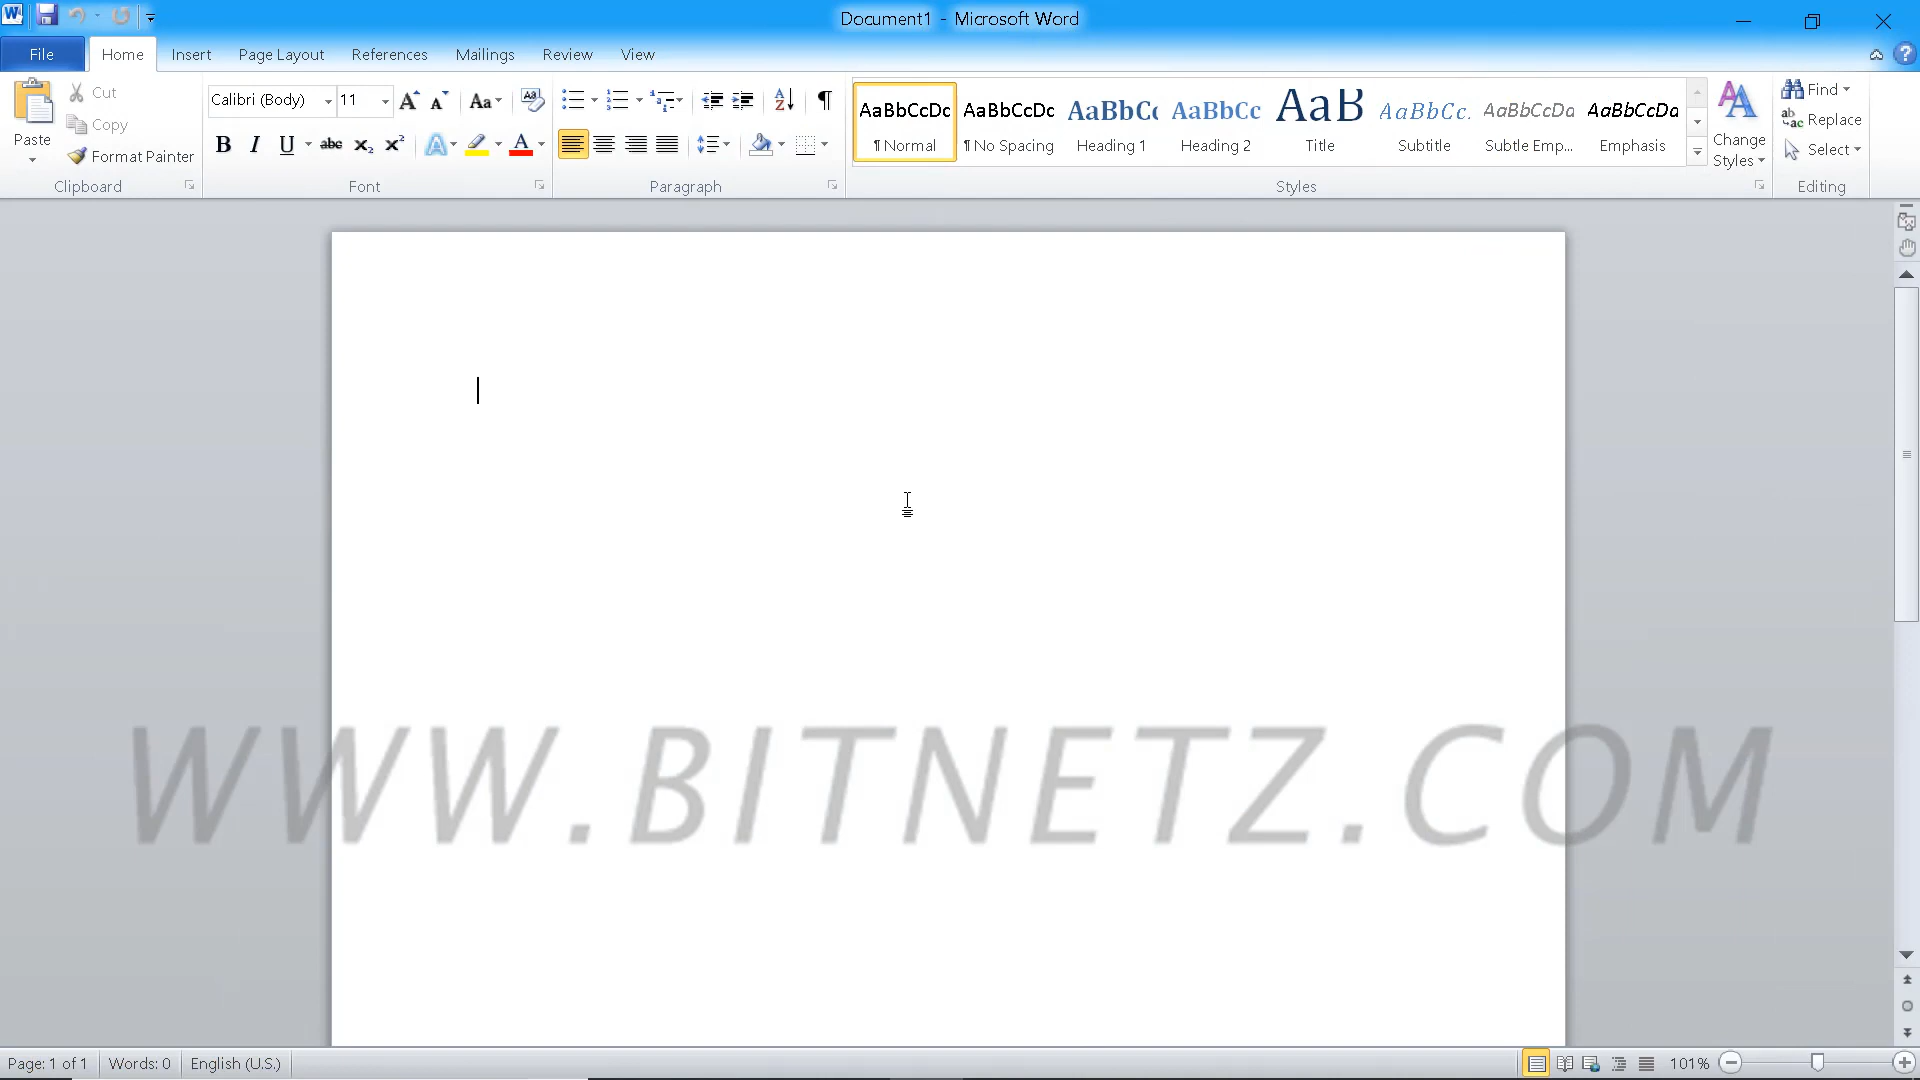 Document1 - Microsoft Word
File Home Insert Page Layout References Mailings Review View
Paste
Cut
Copy
Format Painter
Clipboard
Calibri (Body) 11
Aa
B I U abc x₂ x² A A
Font
A Z
¶
Paragraph
AaBbCcDc AaBbCcDc AaBbCc AaBbCc AaB AaBbCc. AaBbCcDa AaBbCcDa
¶ Normal ¶ No Spacing Heading 1 Heading 2 Title Subtitle Subtle Emp... Emphasis
Change Styles
Styles
Find
Replace
Select
Editing
WWW.BITNETZ.COM
Page: 1 of 1 Words: 0 English (U.S.) 101%